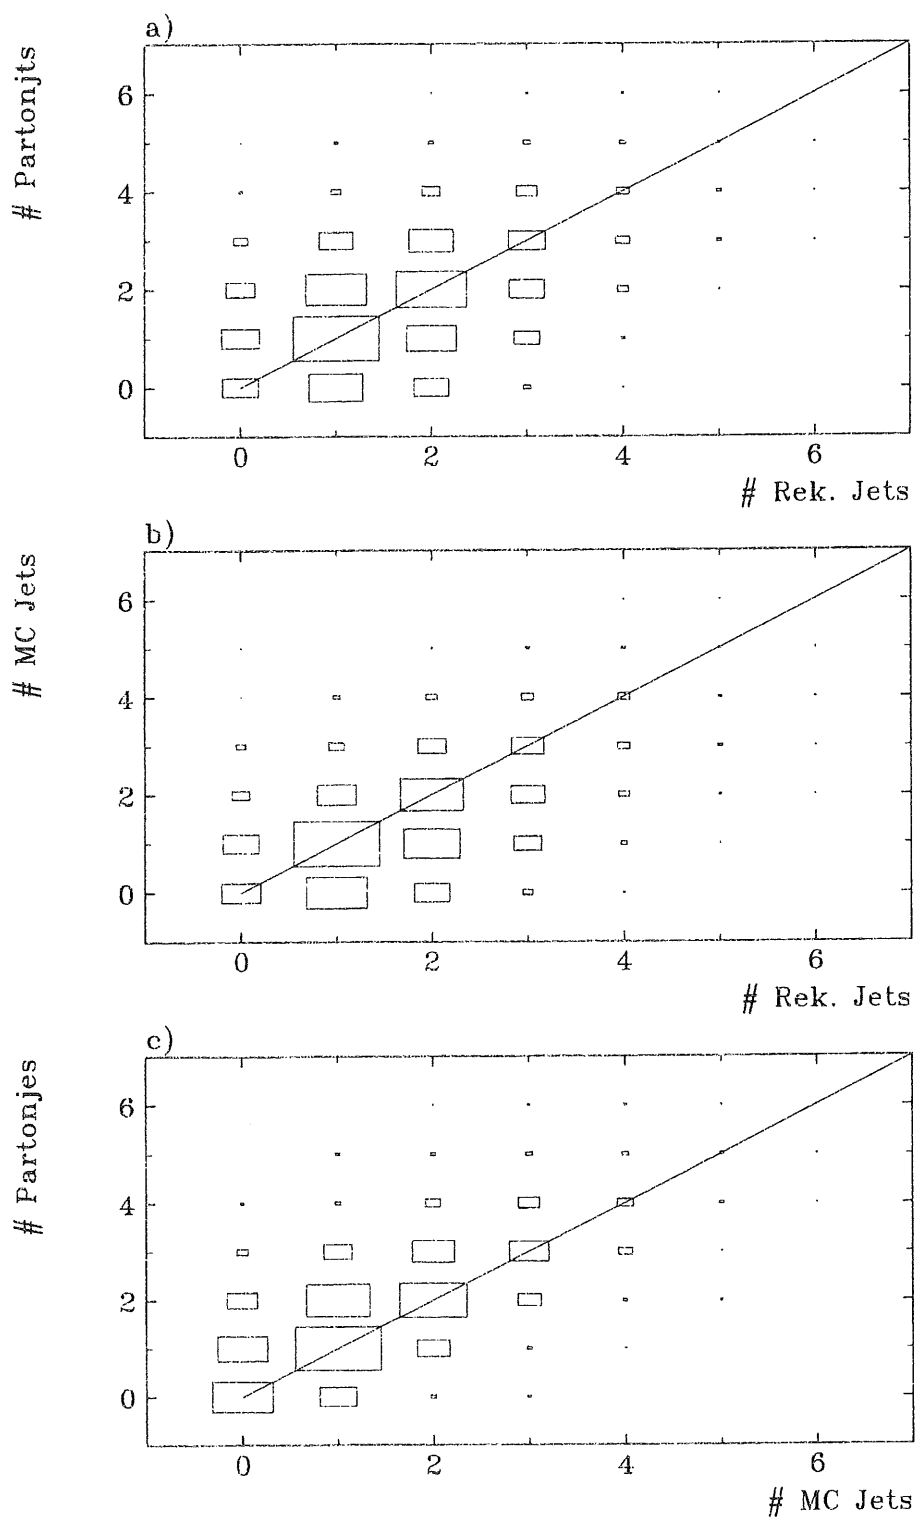 a)
# Partonjts
6
4
2
0
0 2 4 6
# Rek. Jets
b)
# MC Jets
6
4
2
0
0 2 4 6
# Rek. Jets
c)
# Partonjes
6
4
2
0
0 2 4 6
# MC Jets